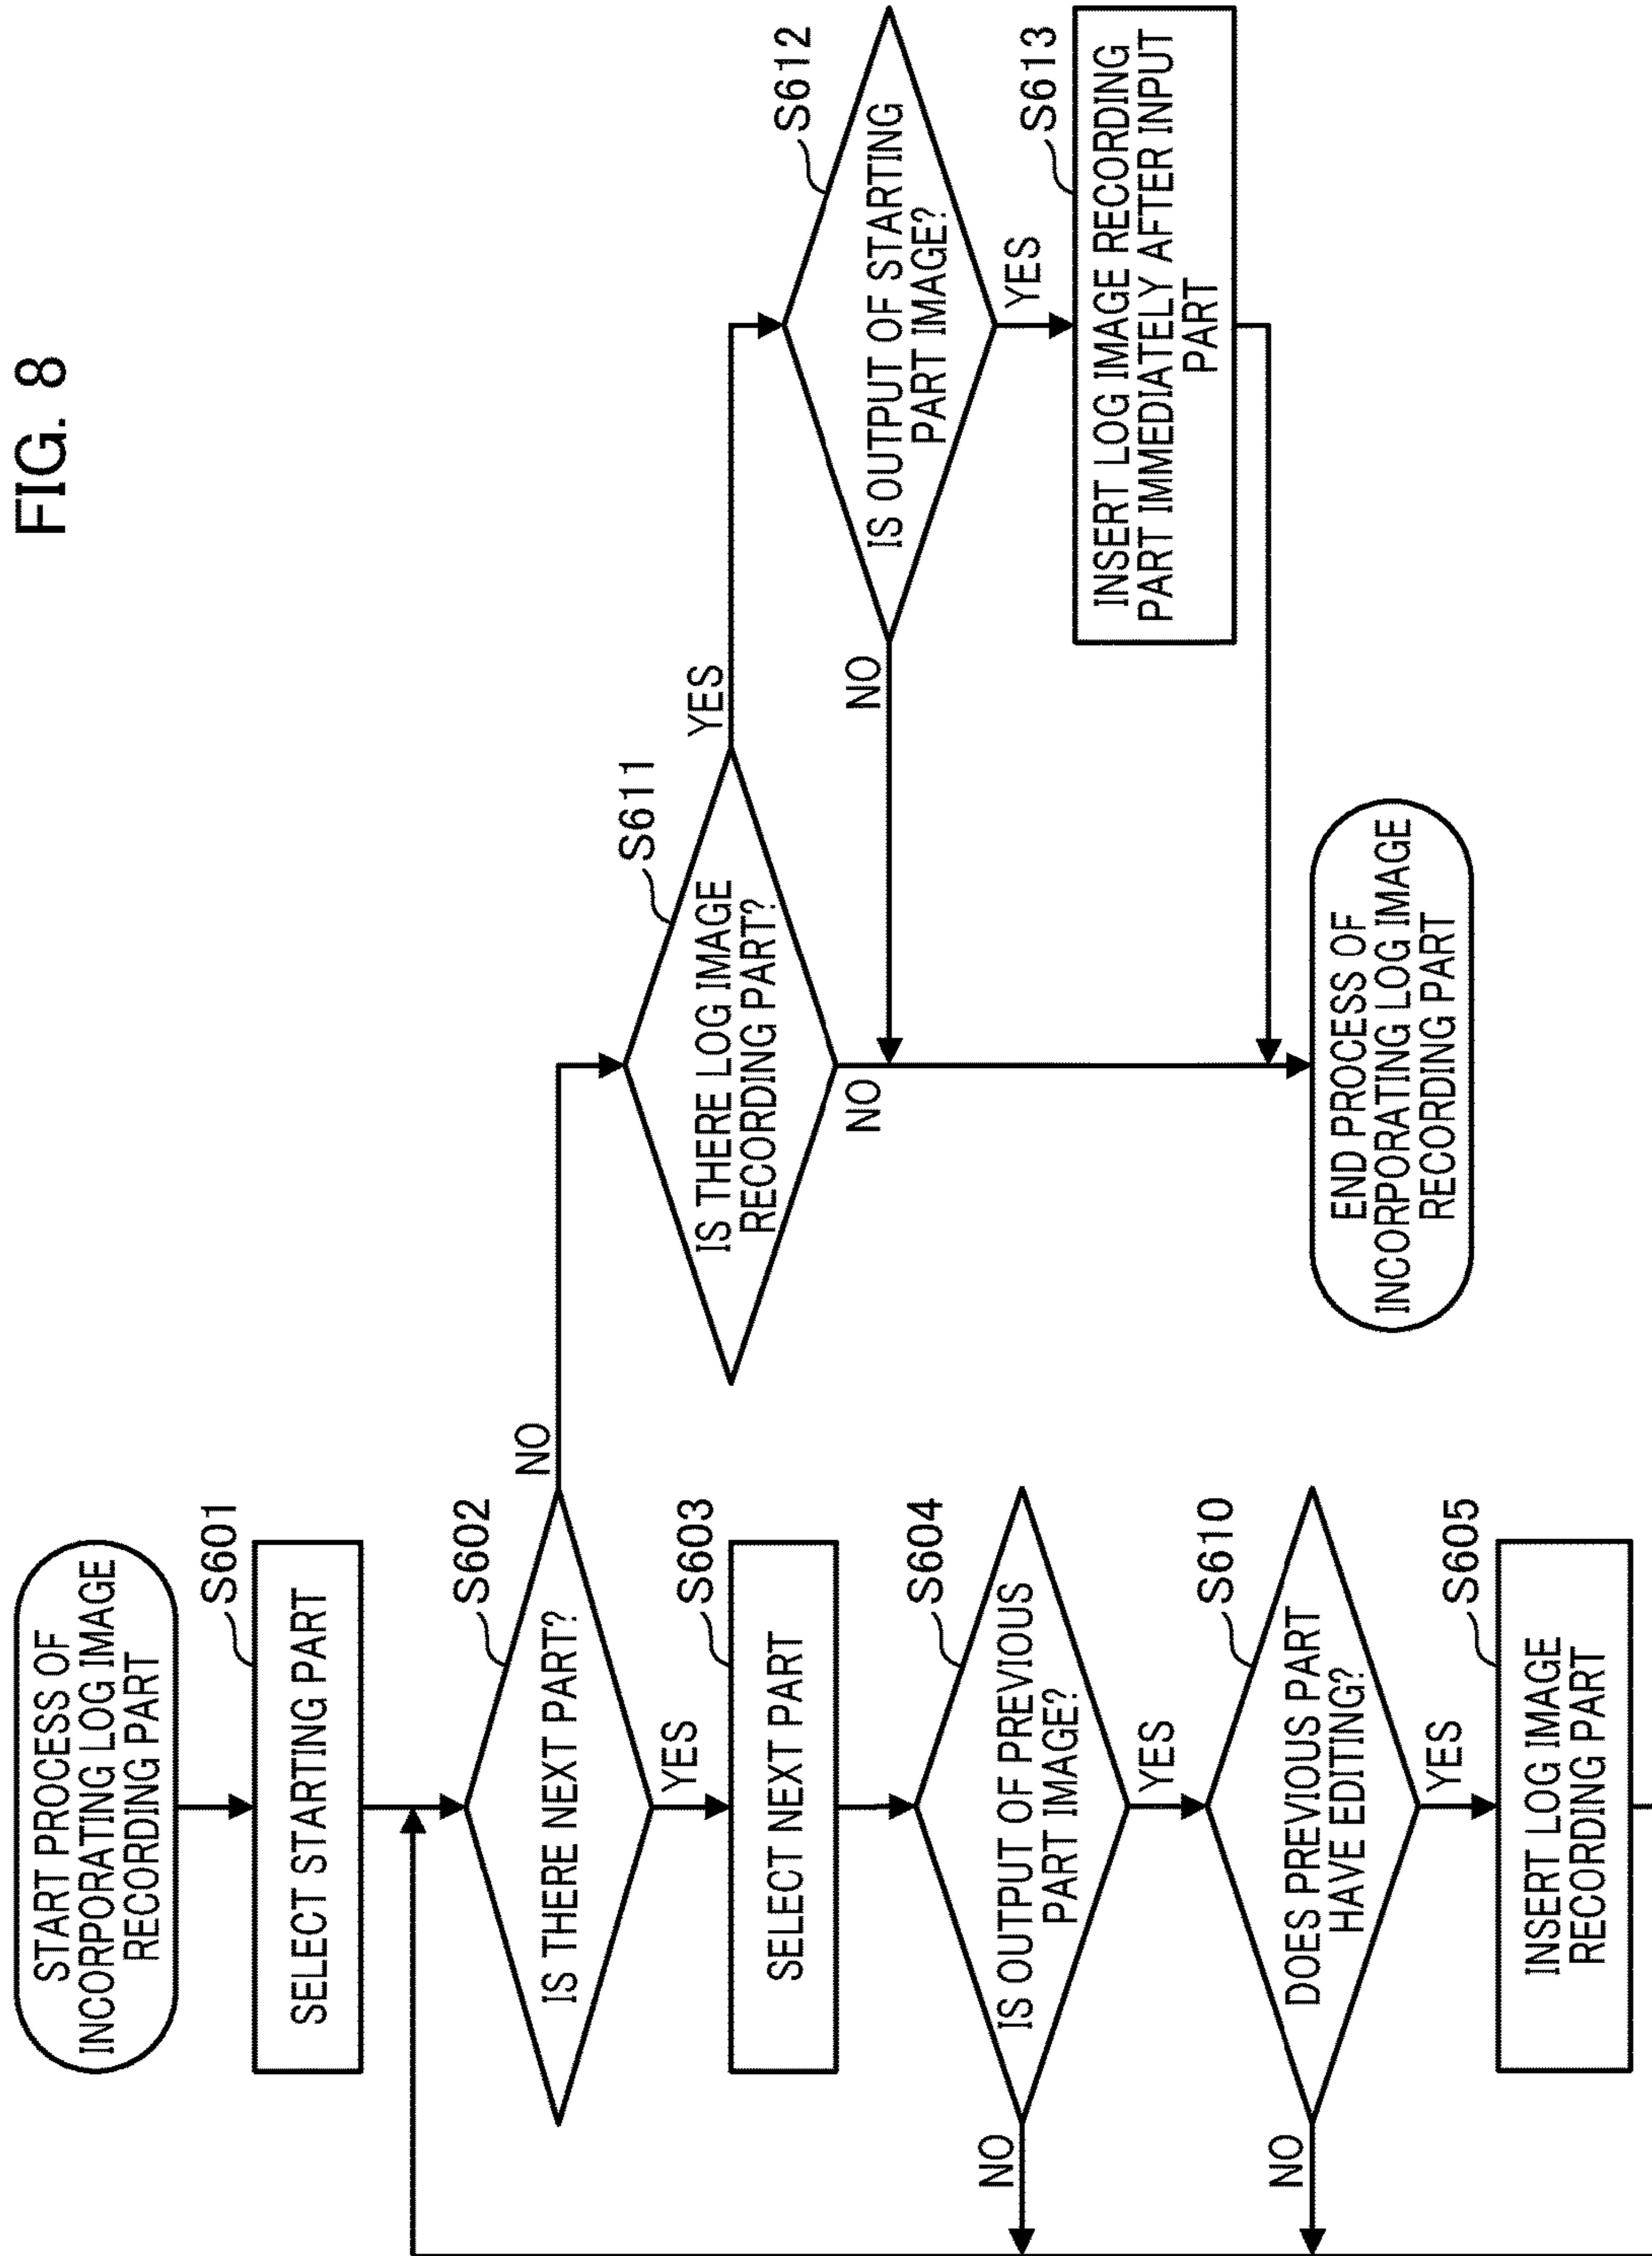 FIG. 8
START PROCESS OF
INCORPORATING LOG IMAGE
RECORDING PART
S601
SELECT STARTING PART
S602
IS THERE NEXT PART?
NO
YES
S603
SELECT NEXT PART
S604
IS OUTPUT OF PREVIOUS
PART IMAGE?
NO
YES
S610
DOES PREVIOUS PART
HAVE EDITING?
NO
YES
S605
INSERT LOG IMAGE
RECORDING PART
S611
IS THERE LOG IMAGE
RECORDING PART?
YES
NO
S612
IS OUTPUT OF STARTING
PART IMAGE?
NO
YES
S613
INSERT LOG IMAGE RECORDING
PART IMMEDIATELY AFTER INPUT
PART
END PROCESS OF
INCORPORATING LOG IMAGE
RECORDING PART